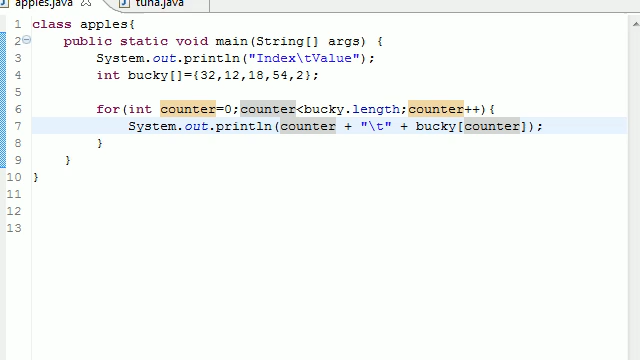 apples.java
tuna.java
1 class apples{
2 public static void main(String[] args) {
3 System.out.println("Index\tValue");
4 int bucky[]={32,12,18,54,2};
5
6 for(int counter=0;counter<bucky.length;counter++){
7 System.out.println(counter + "\t" + bucky[counter]);
8 }
9 }
10 }
11
12
13